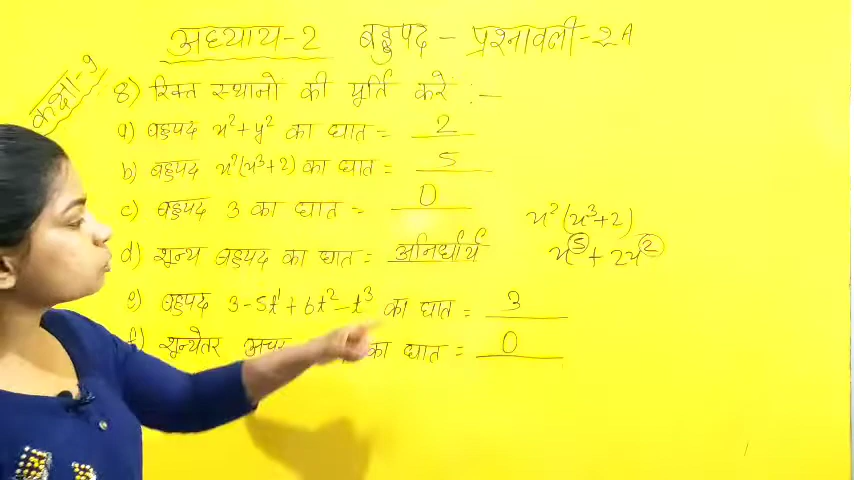 अध्याय-2 बहुपद - प्रश्नावली-2A
कक्षा-9
8) रिक्त स्थानों की पूर्ति करें :-
a) बहुपद x²+y² का घात = 2
b) बहुपद x²(x³+2) का घात = 5
c) बहुपद 3 का घात = 0
x²(x³+2)
x⁵+2x²
d) शून्य बहुपद का घात = अनिर्धार्य
e) बहुपद 3-5t¹+6t²-t³ का घात = 3
f) शून्येतर अचर का घात = 0